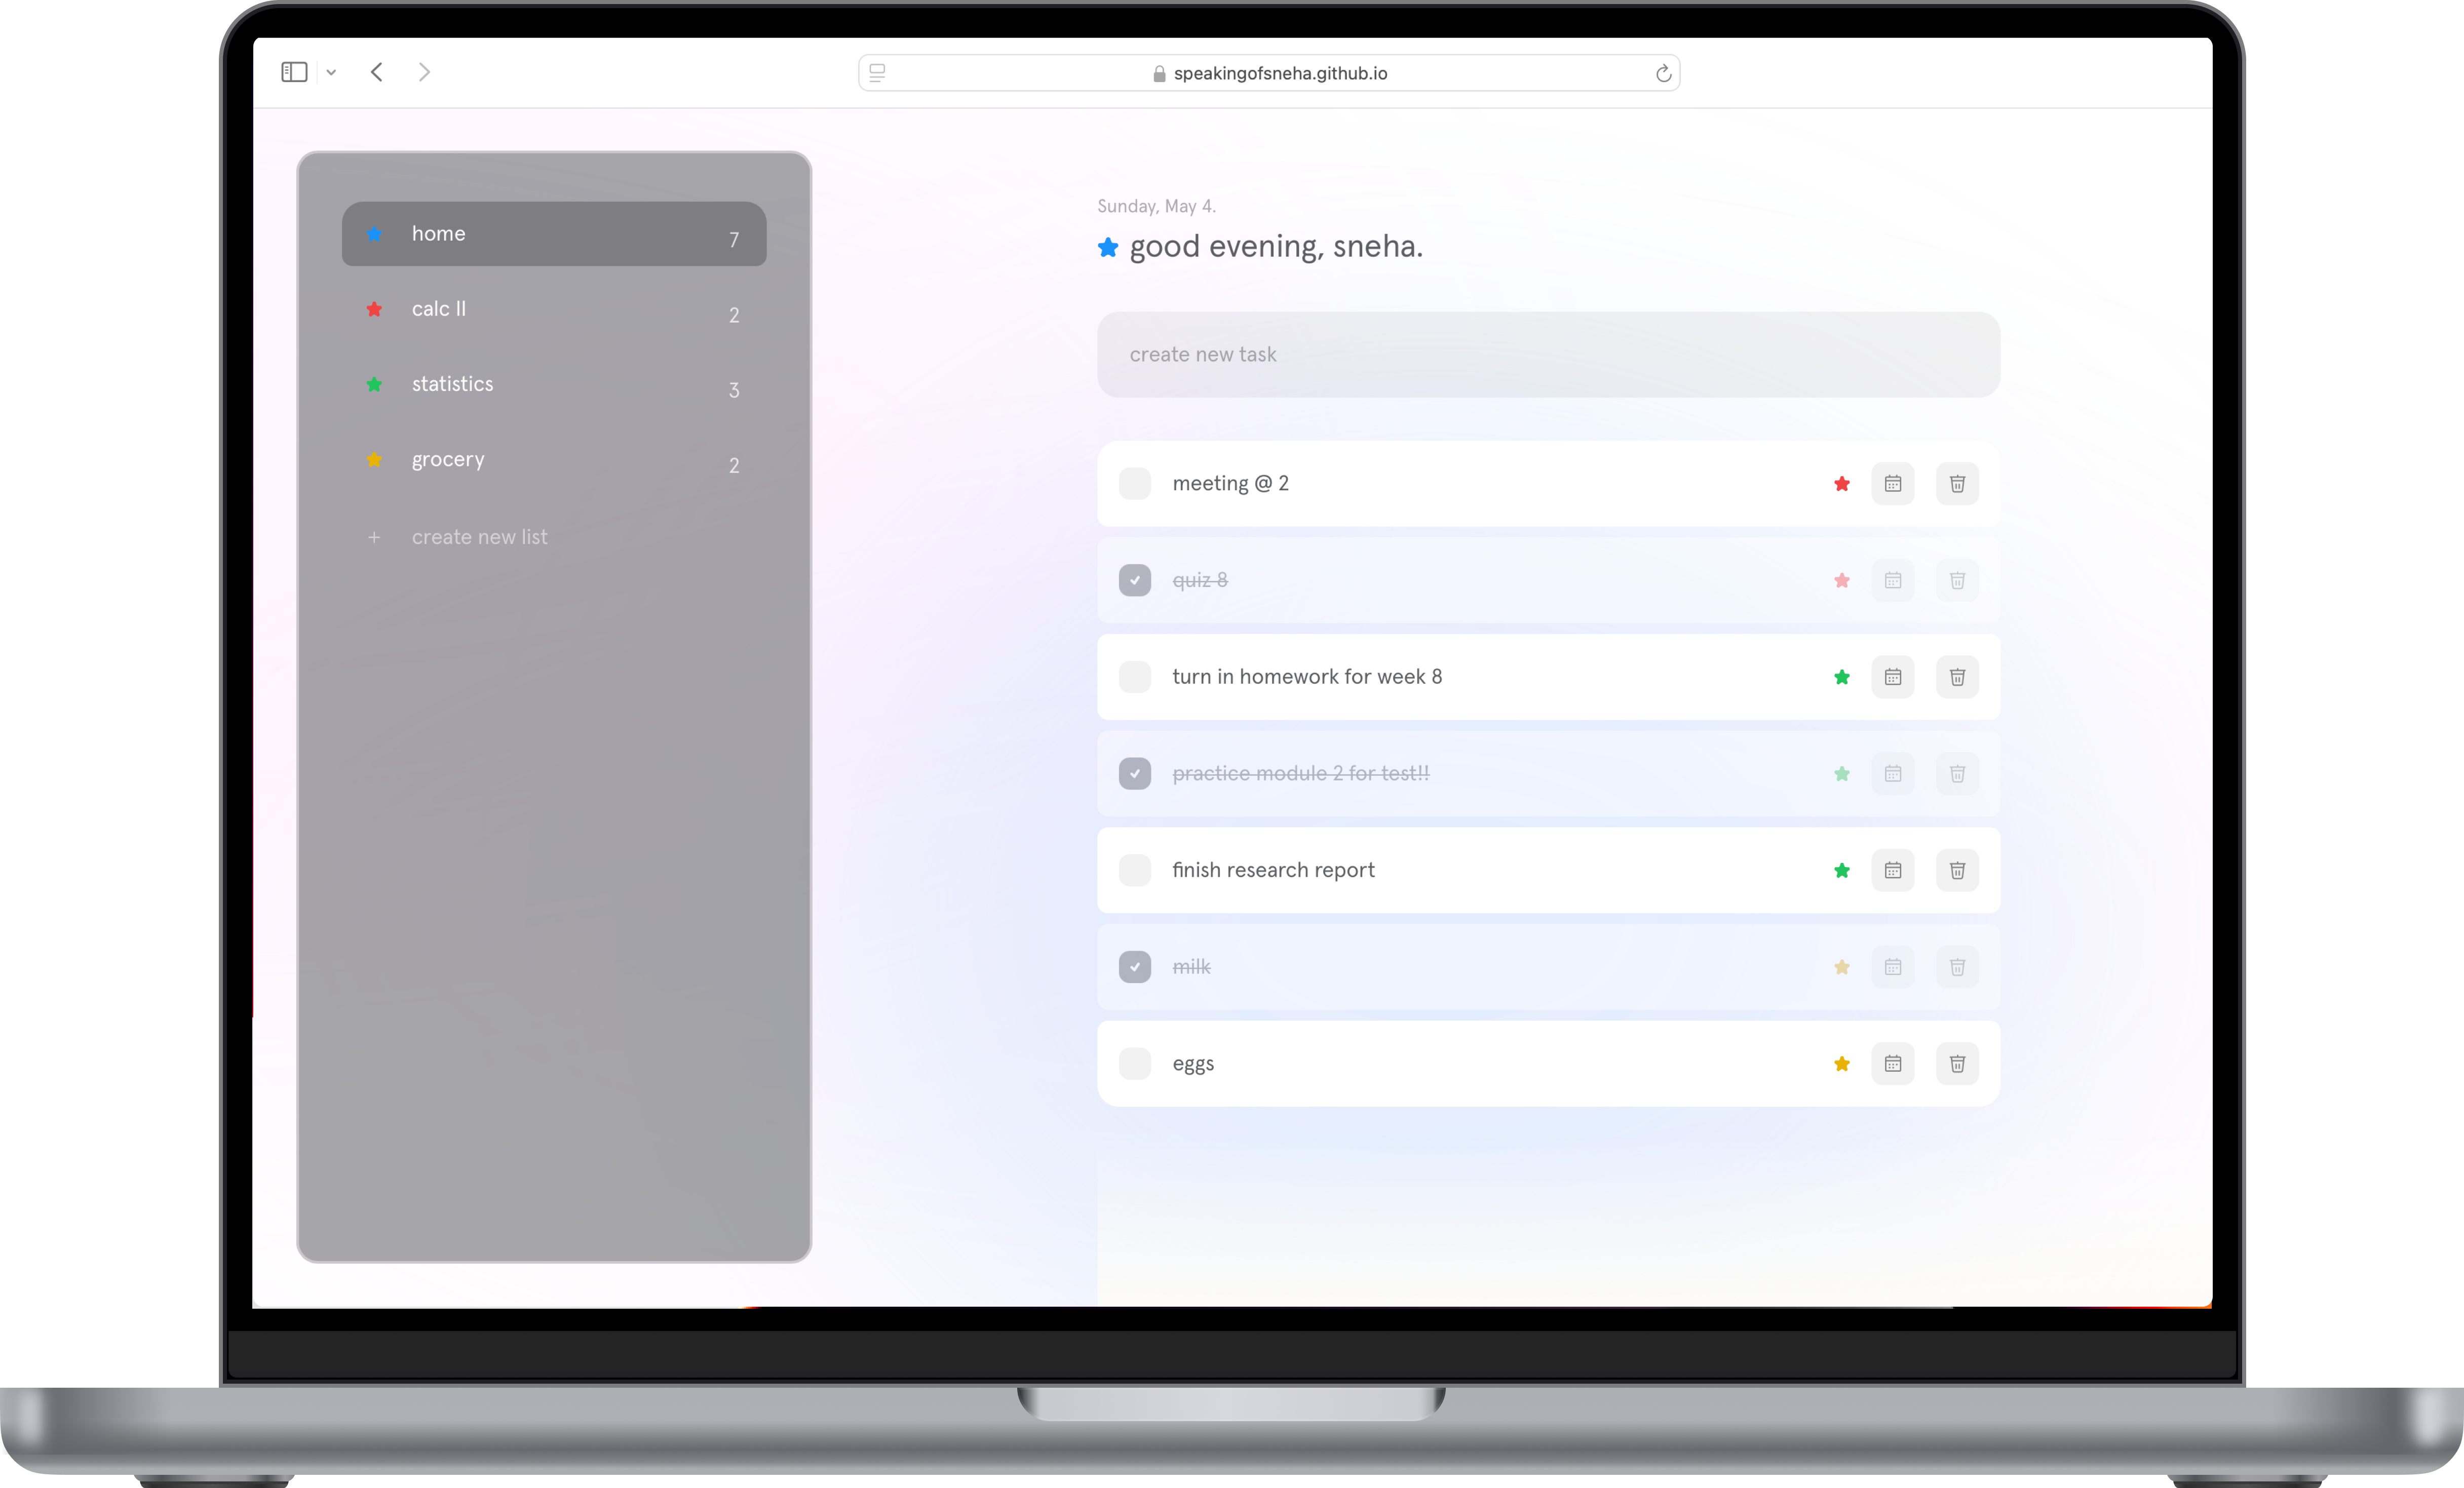 speakingofsneha.github.io
home 7
calc II 2
statistics 3
grocery 2
+ create new list
Sunday, May 4.
good evening, sneha.
create new task
meeting @ 2
quiz 8
turn in homework for week 8
practice module 2 for test!!
finish research report
milk
eggs